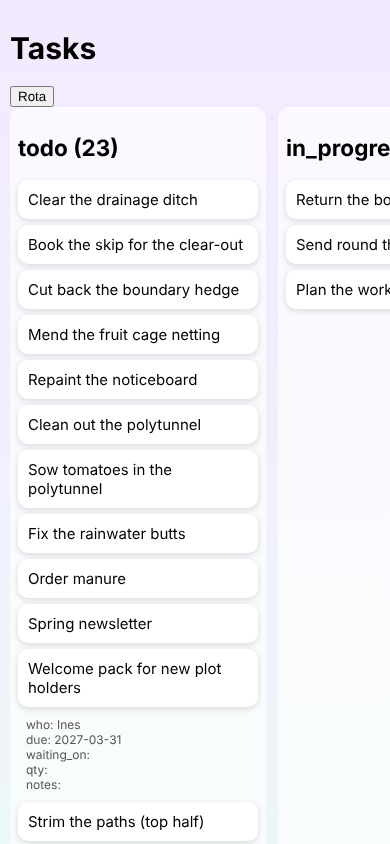 Tasks
Rota
todo (23)
Clear the drainage ditch
Book the skip for the clear-out
Cut back the boundary hedge
Mend the fruit cage netting
Repaint the noticeboard
Clean out the polytunnel
Sow tomatoes in the
polytunnel
Fix the rainwater butts
Order manure
Spring newsletter
Welcome pack for new plot
holders
who: Ines
due: 2027-03-31
waiting_on:
qty:
notes:
Strim the paths (top half)
in_progre
Return the bo
Send round th
Plan the work